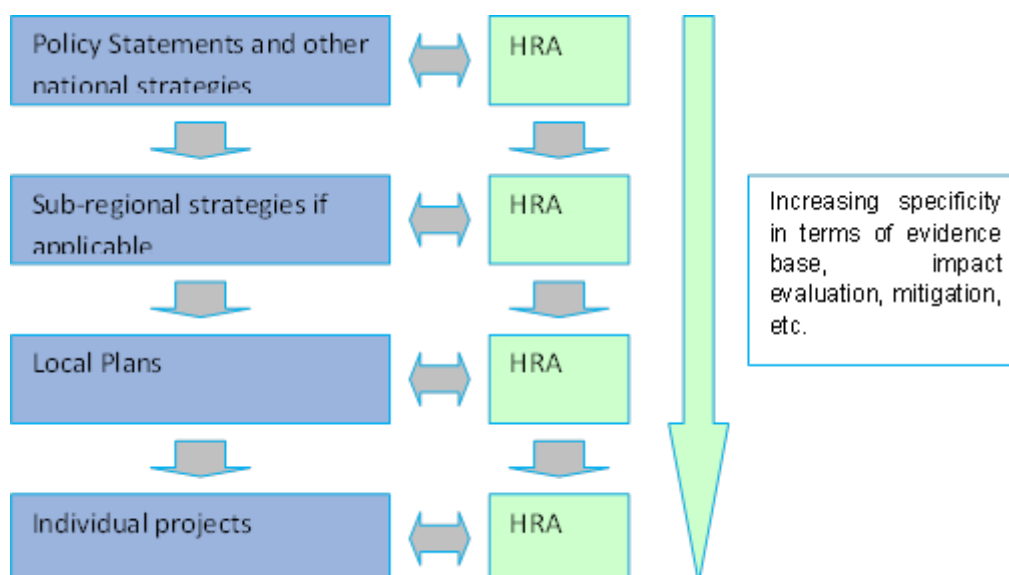 Policy Statements and other
national strategies
HRA
Sub-regional strategies if
applicable
HRA
Increasing specificity
in terms of evidence
base, impact
evaluation, mitigation,
etc.
Local Plans
HRA
Individual projects
HRA